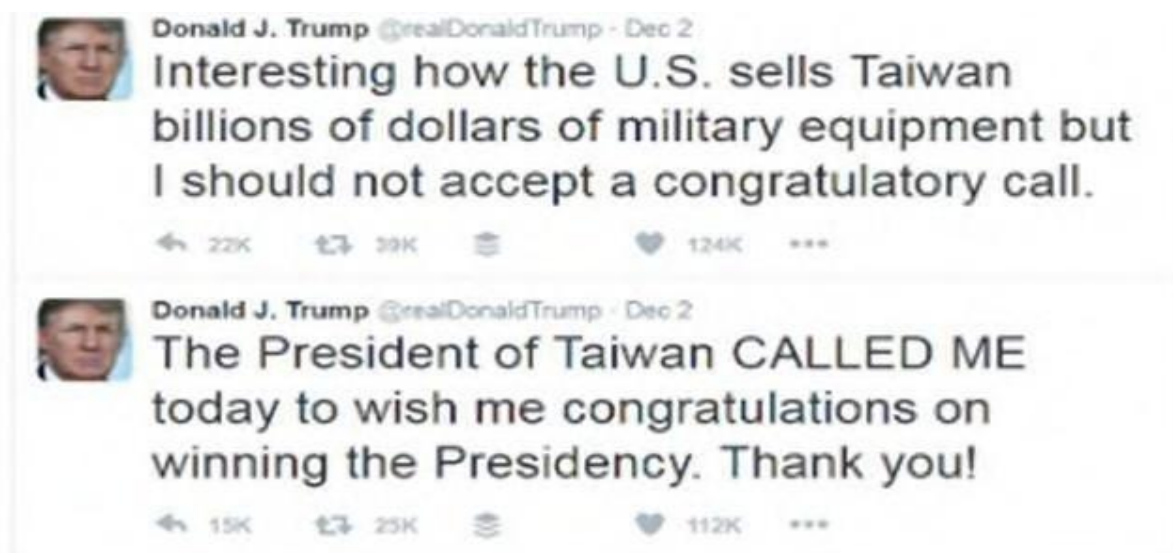 Donald J. Trump @realDonaldTrump · Dec 2
Interesting how the U.S. sells Taiwan
billions of dollars of military equipment but
I should not accept a congratulatory call.
22K 39K 124K
Donald J. Trump @realDonaldTrump · Dec 2
The President of Taiwan CALLED ME
today to wish me congratulations on
winning the Presidency. Thank you!
15K 25K 112K